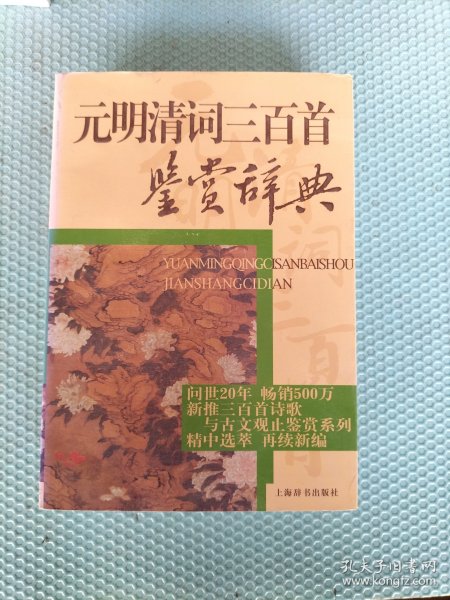 元明清词三百首
鉴赏辞典
YUANMINGQINGCISANBAISHOU
JIANSHANGCIDIAN
问世20年 畅销500万
新推三百首诗歌
与古文观止鉴赏系列
精中选萃 再续新编
上海辞书出版社
孔夫子旧书网
www.kongfz.com